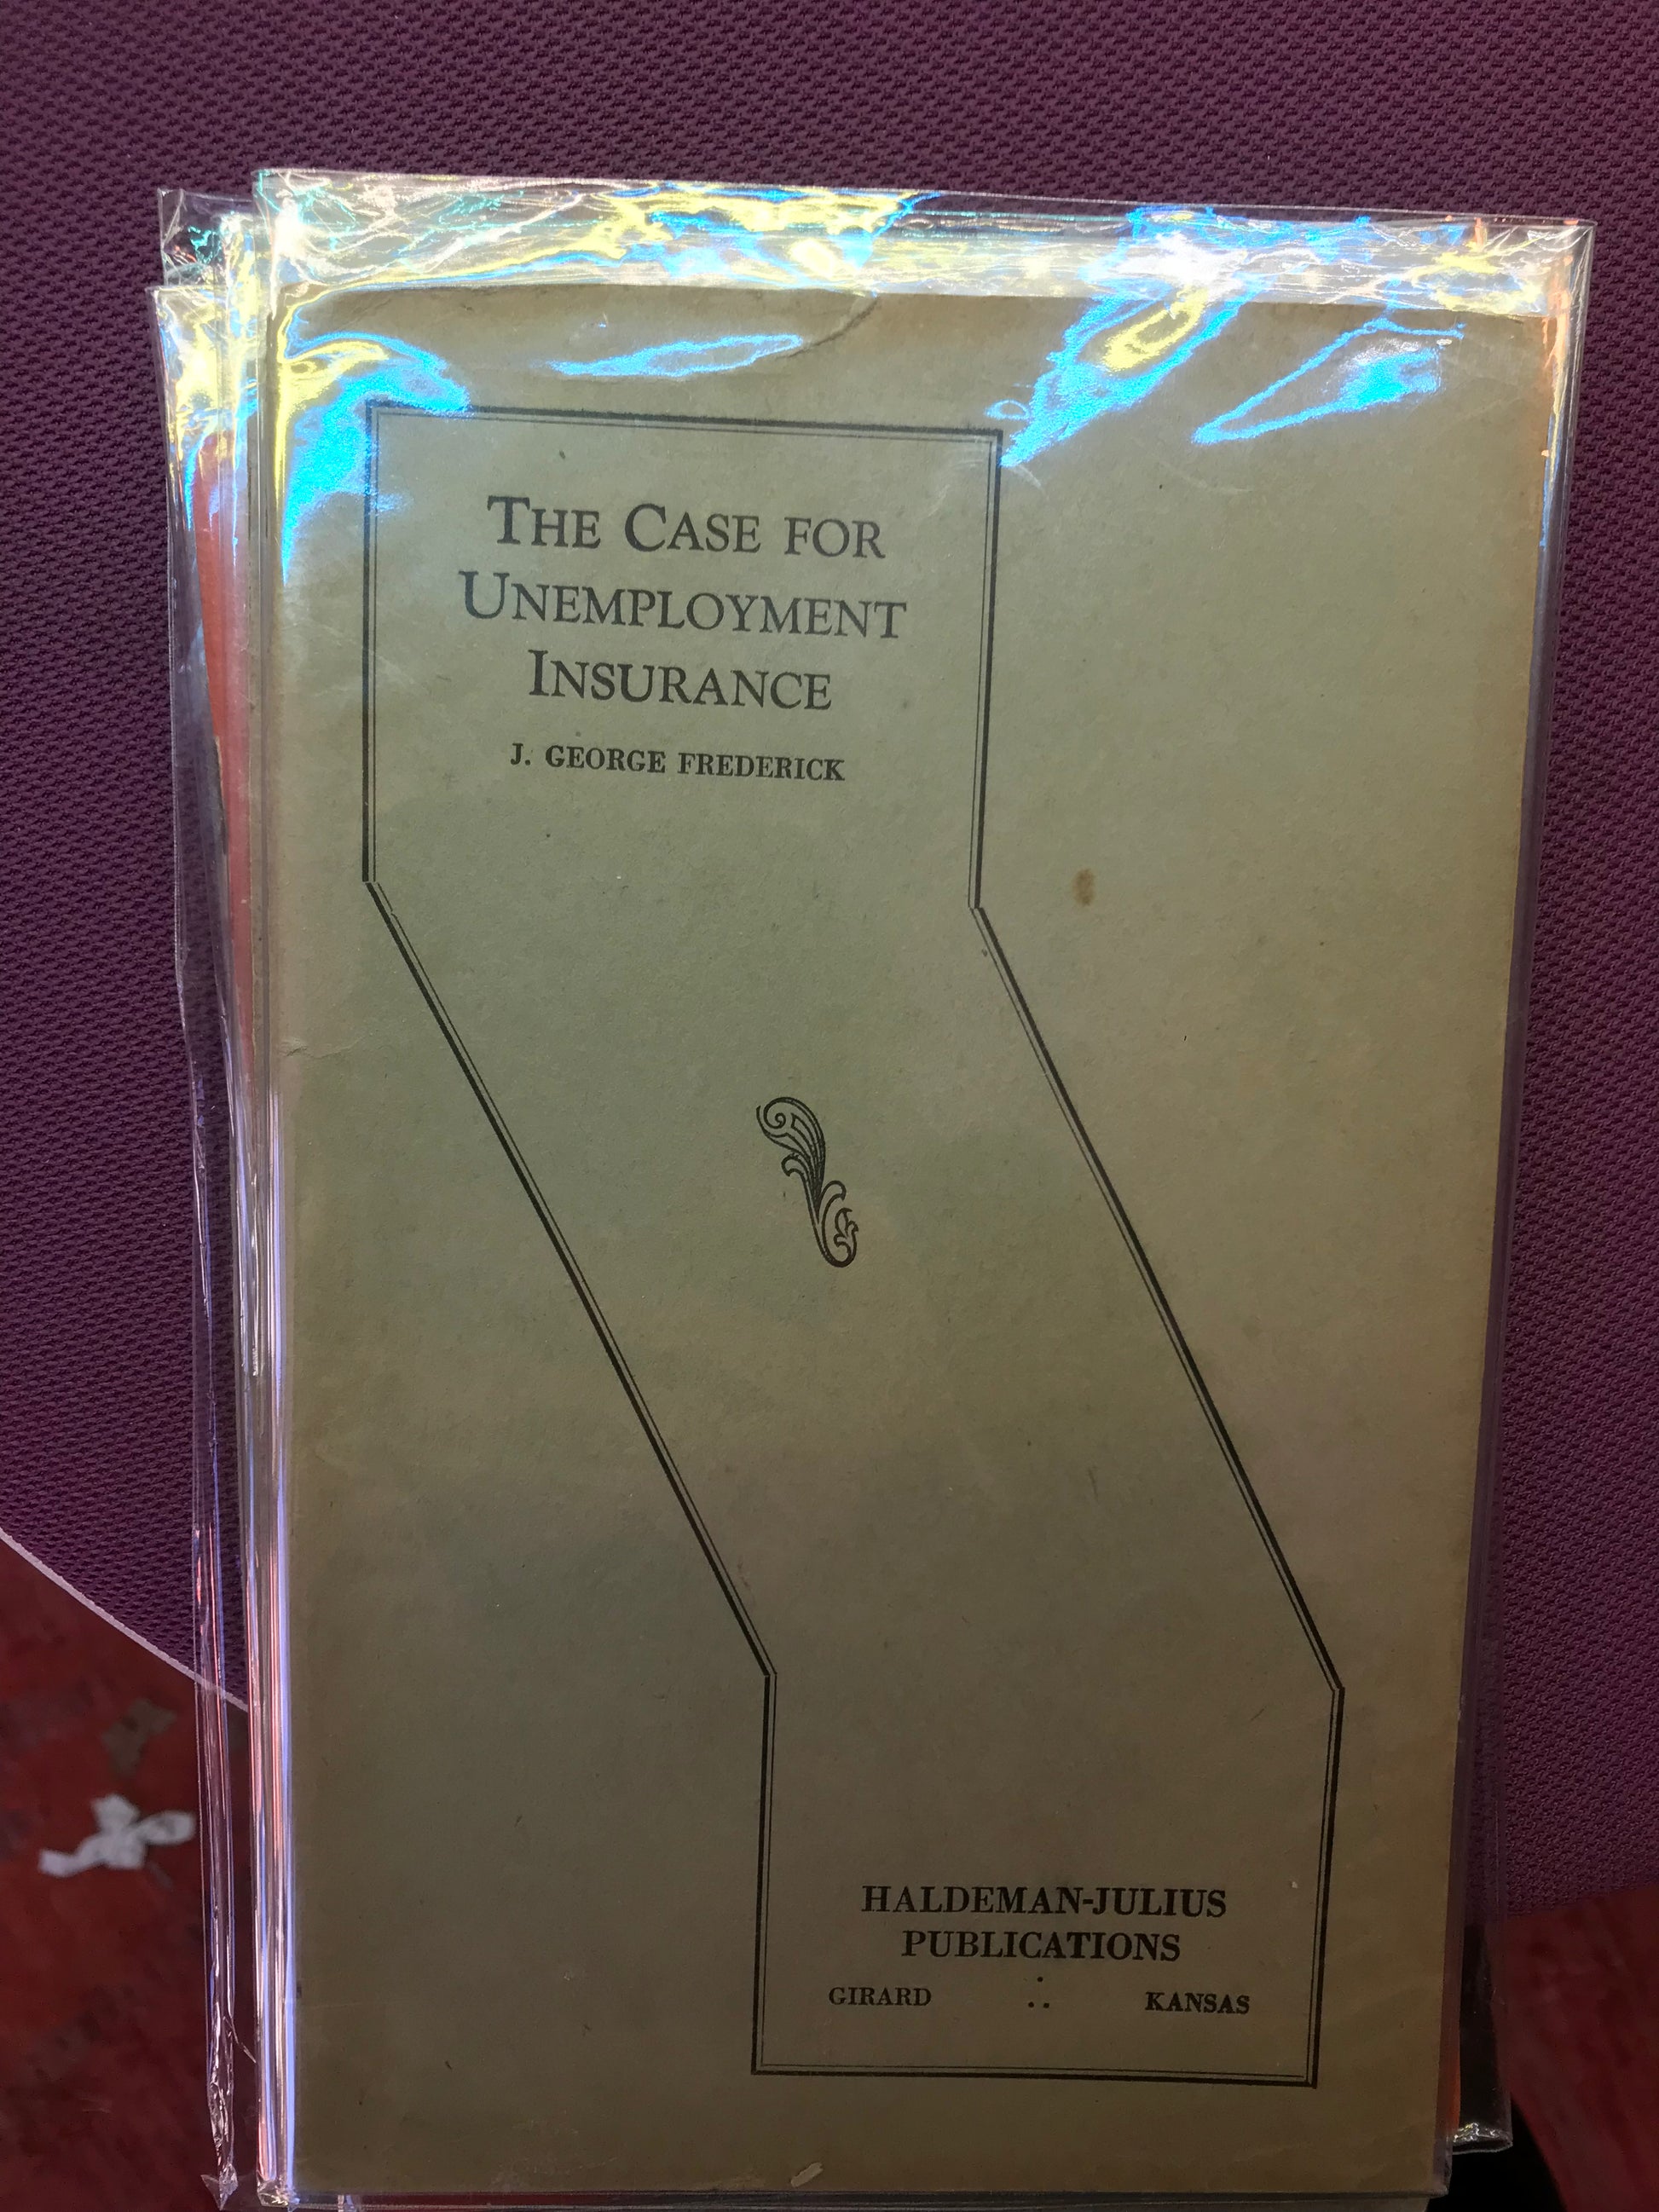 THE CASE FOR
UNEMPLOYMENT
INSURANCE
J. GEORGE FREDERICK
HALDEMAN-JULIUS
PUBLICATIONS
GIRARD ∴ KANSAS